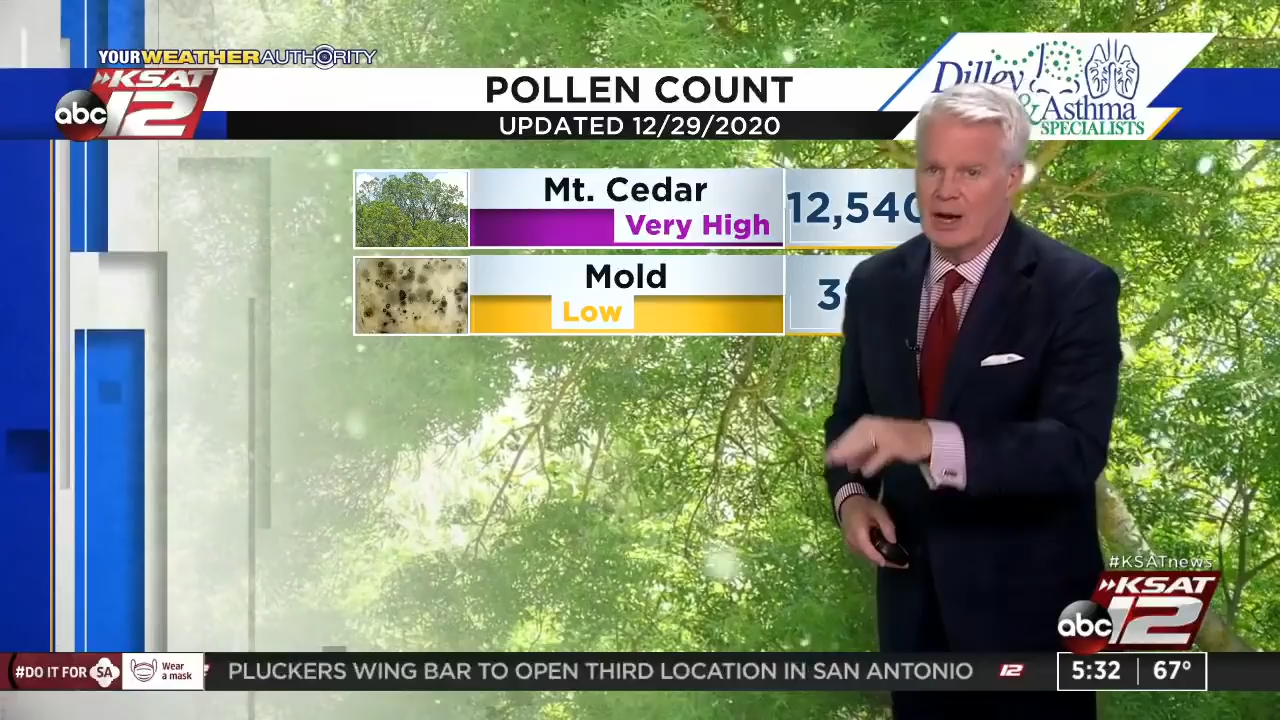 YOUR WEATHER AUTHORITY
KSAT
abc 12
POLLEN COUNT
UPDATED 12/29/2020
Dilley
& Asthma
SPECIALISTS
Mt. Cedar
Very High
12,540
Mold
Low
#KSATnews
KSAT
abc 12
#DO IT FOR SA
Wear
a mask
PLUCKERS WING BAR TO OPEN THIRD LOCATION IN SAN ANTONIO
12
5:32 67°